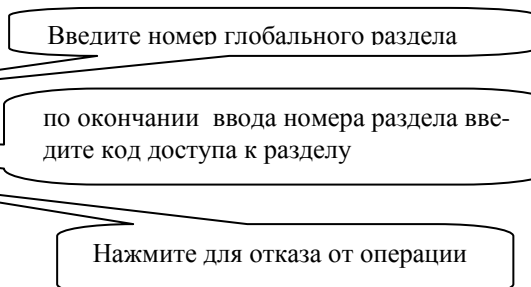 Введите номер глобального раздела
по окончании ввода номера раздела вве-
дите код доступа к разделу
Нажмите для отказа от операции